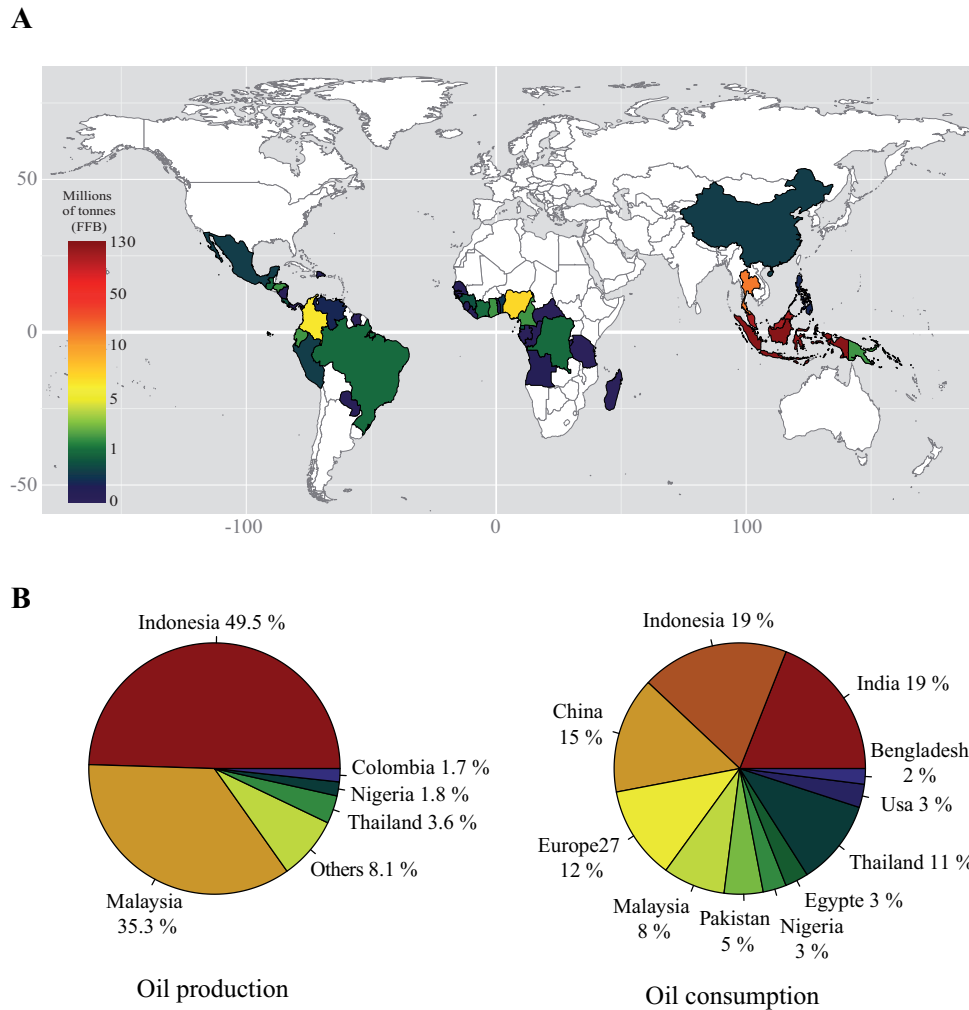 A
50
0
-50
-100
0
100
Millions
of tonnes
(FFB)
130
50
10
5
1
0
B
Indonesia 49.5 %
Colombia 1.7 %
Nigeria 1.8 %
Thailand 3.6 %
Others 8.1 %
Malaysia
35.3 %
Oil production
Indonesia 19 %
India 19 %
China
15 %
Bengladesh
2 %
Usa 3 %
Europe27
12 %
Thailand 11 %
Malaysia
8 %
Pakistan
5 %
Egypte 3 %
Nigeria
3 %
Oil consumption